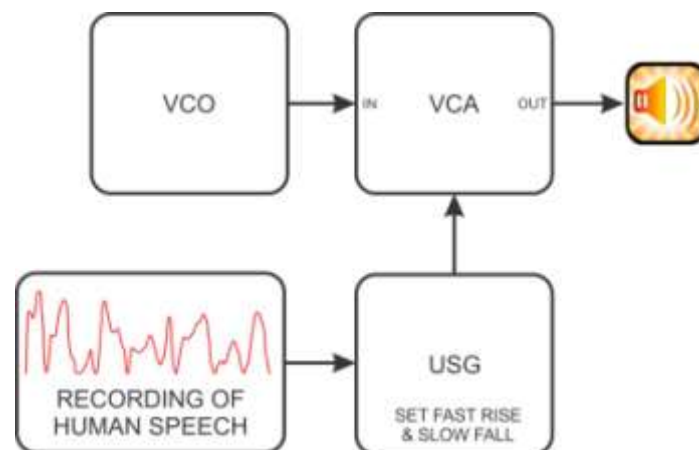 VCO
IN
VCA
OUT
RECORDING OF
HUMAN SPEECH
USG
SET FAST RISE
& SLOW FALL